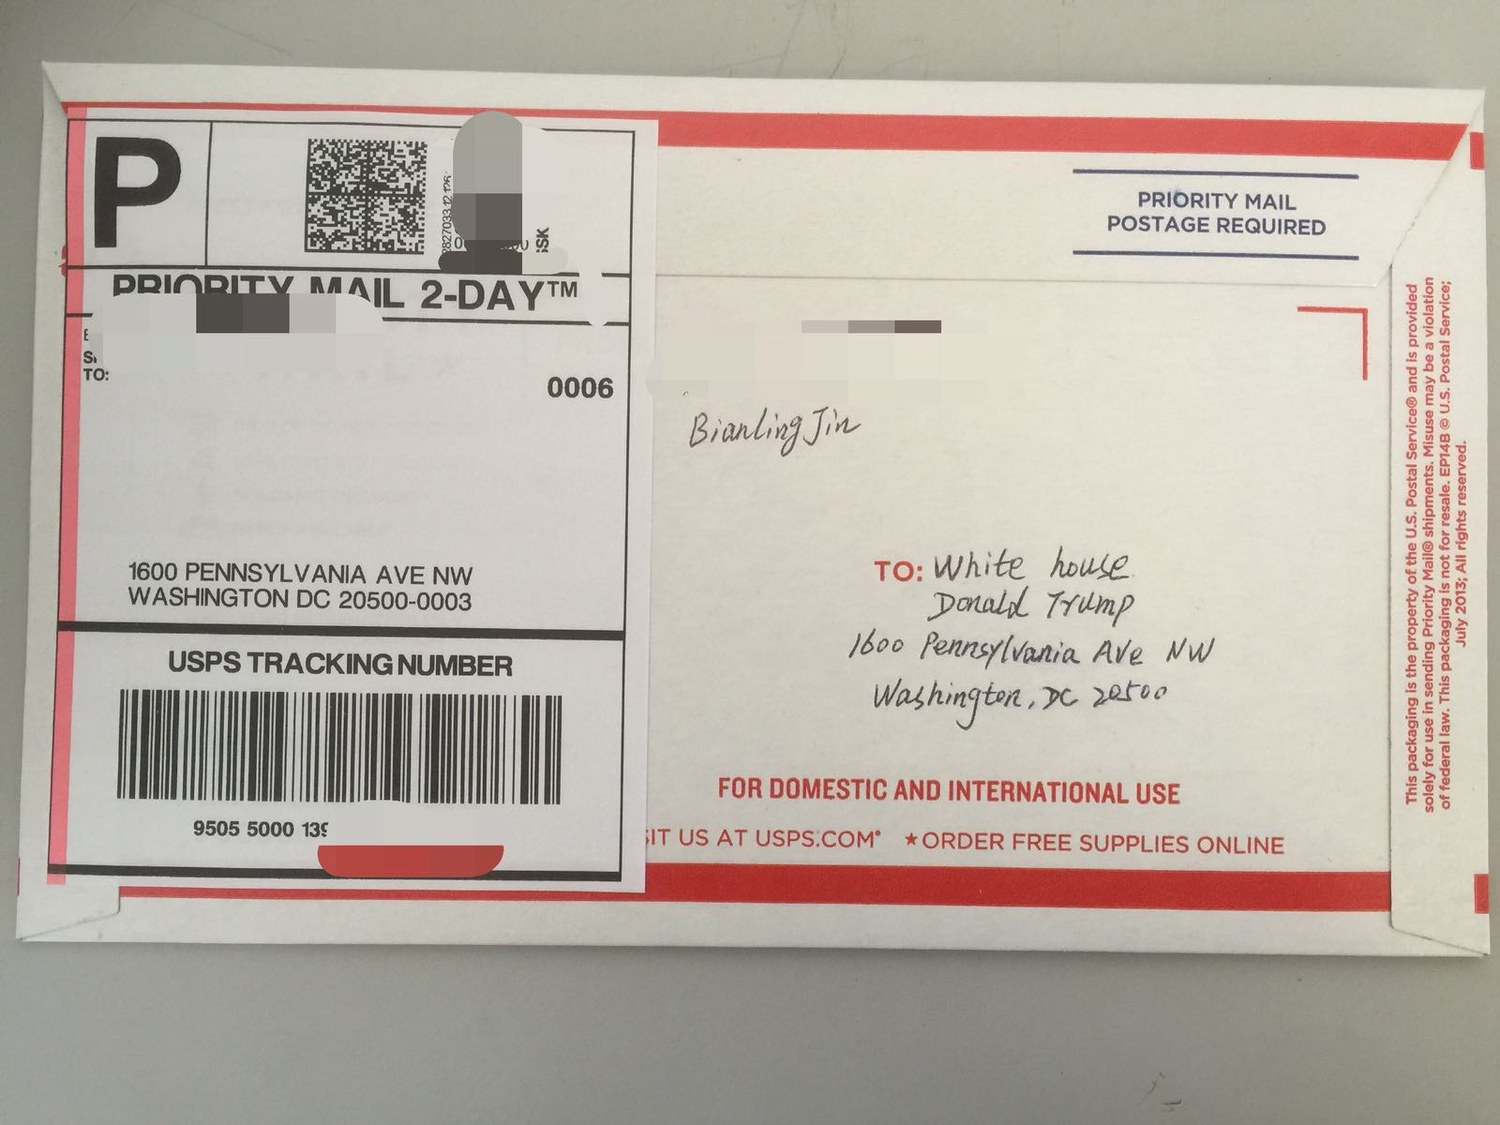 P
PRIORITY MAIL 2-DAY™
TO:
0006
1600 PENNSYLVANIA AVE NW
WASHINGTON DC 20500-0003
USPS TRACKING NUMBER
9505 5000
PRIORITY MAIL
POSTAGE REQUIRED
Bianling Jin
TO: White house
Donald Trump
1600 Pennsylvania Ave NW
Washington, DC 20500
FOR DOMESTIC AND INTERNATIONAL USE
US AT USPS.COM® ★ORDER FREE SUPPLIES ONLINE
This packaging is the property of the U.S. Postal Service® and is provided
solely for use in sending Priority Mail® shipments. Misuse may be a violation
of federal law. This packaging is not for resale. EP14B © U.S. Postal Service;
July 2013; All rights reserved.